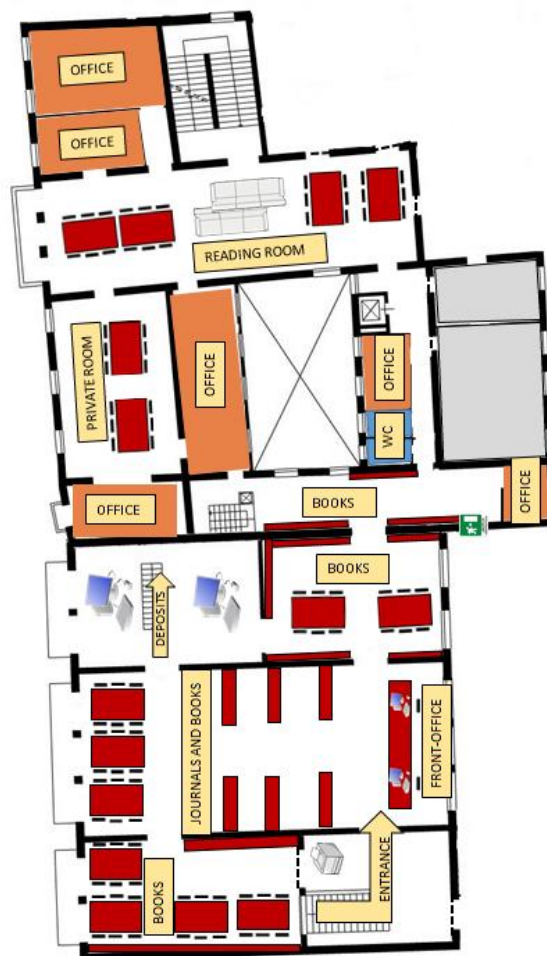 OFFICE
OFFICE
READING ROOM
PRIVATE ROOM
OFFICE
OFFICE
WC
OFFICE
BOOKS
OFFICE
BOOKS
DEPOSITS
JOURNALS AND BOOKS
FRONT-OFFICE
BOOKS
ENTRANCE